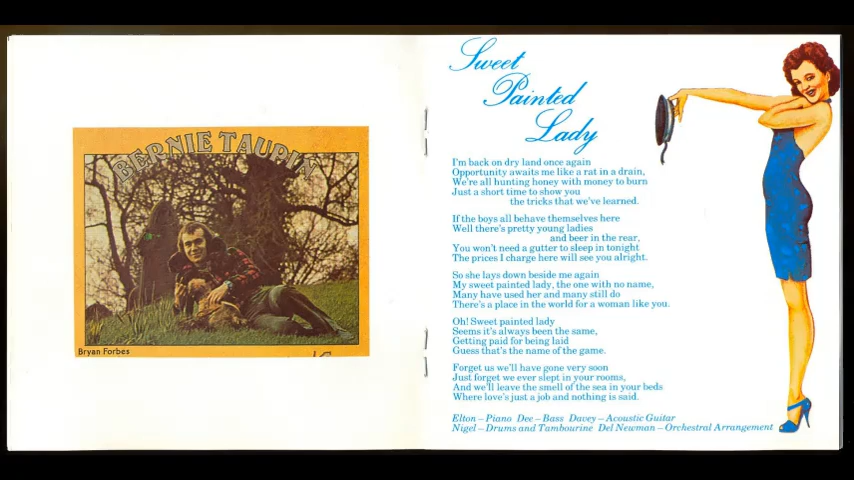 BERNIE TAUPIN
Bryan Forbes
Sweet
Painted
Lady
I'm back on dry land once again
Opportunity awaits me like a rat in a drain,
We're all hunting honey with money to burn
Just a short time to show you
the tricks that we've learned.
If the boys all behave themselves here
Well there's pretty young ladies
and beer in the rear,
You won't need a gutter to sleep in tonight
The prices I charge here will see you alright.
So she lays down beside me again
My sweet painted lady, the one with no name,
Many have used her and many still do
There's a place in the world for a woman like you.
Oh! Sweet painted lady
Seems it's always been the same,
Getting paid for being laid
Guess that's the name of the game.
Forget us we'll have gone very soon
Just forget we ever slept in your rooms,
And we'll leave the smell of the sea in your beds
Where love's just a job and nothing is said.
Elton – Piano Dee – Bass Davey – Acoustic Guitar
Nigel – Drums and Tambourine Del Newman – Orchestral Arrangement